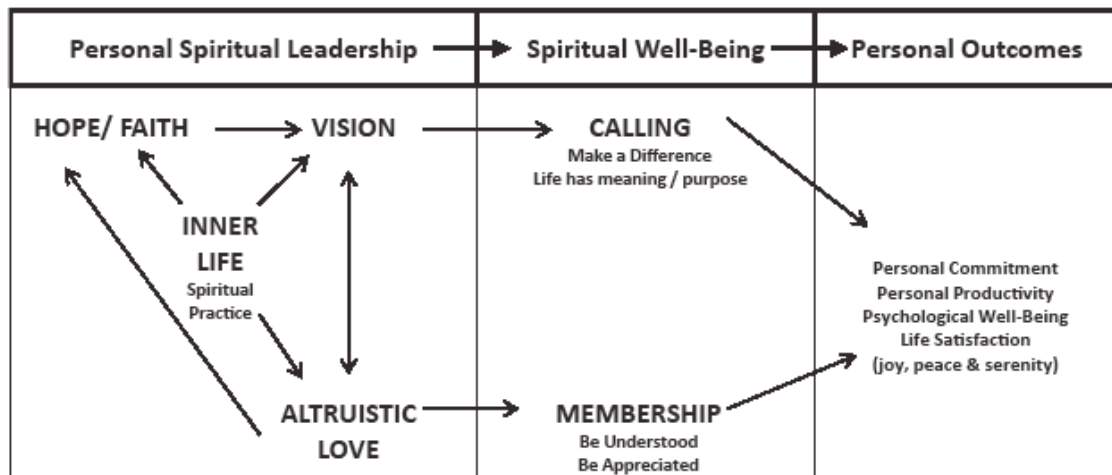 Personal Spiritual Leadership
Spiritual Well-Being
Personal Outcomes
HOPE/ FAITH
VISION
CALLING
Make a Difference
Life has meaning / purpose
INNER
LIFE
Spiritual
Practice
Personal Commitment
Personal Productivity
Psychological Well-Being
Life Satisfaction
(joy, peace & serenity)
ALTRUISTIC
LOVE
MEMBERSHIP
Be Understood
Be Appreciated